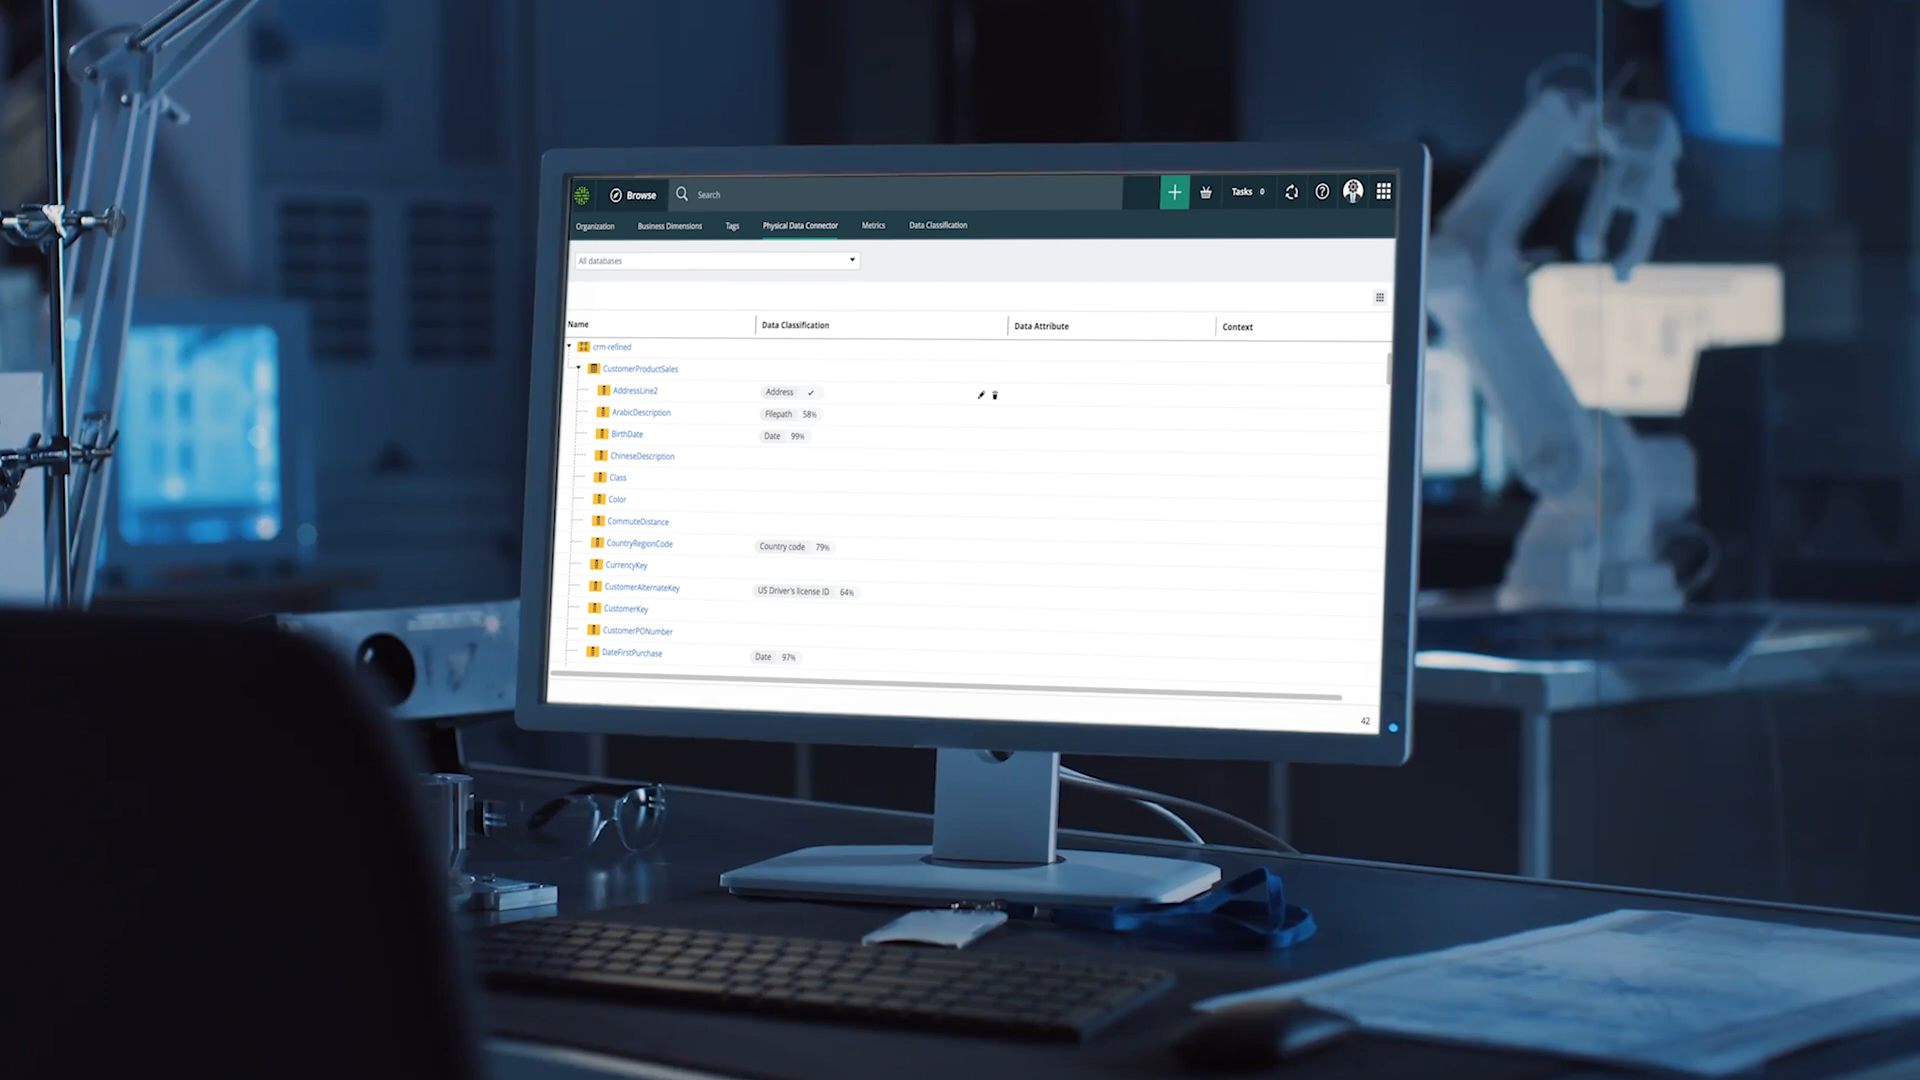 Browse Search Tasks 0
Organization Business Dimensions Tags Physical Data Connector Metrics Data Classification
All databases
Name Data Classification Data Attribute Context
crm-refined
CustomerProductSales
AddressLine2 Address
ArabicDescription Filepath 58%
BirthDate Date 99%
ChineseDescription
Class
Color
CommuteDistance
CountryRegionCode Country code 79%
CurrencyKey
CustomerAlternateKey US Driver's license ID 64%
CustomerKey
CustomerPONumber
DateFirstPurchase Date 97%
42